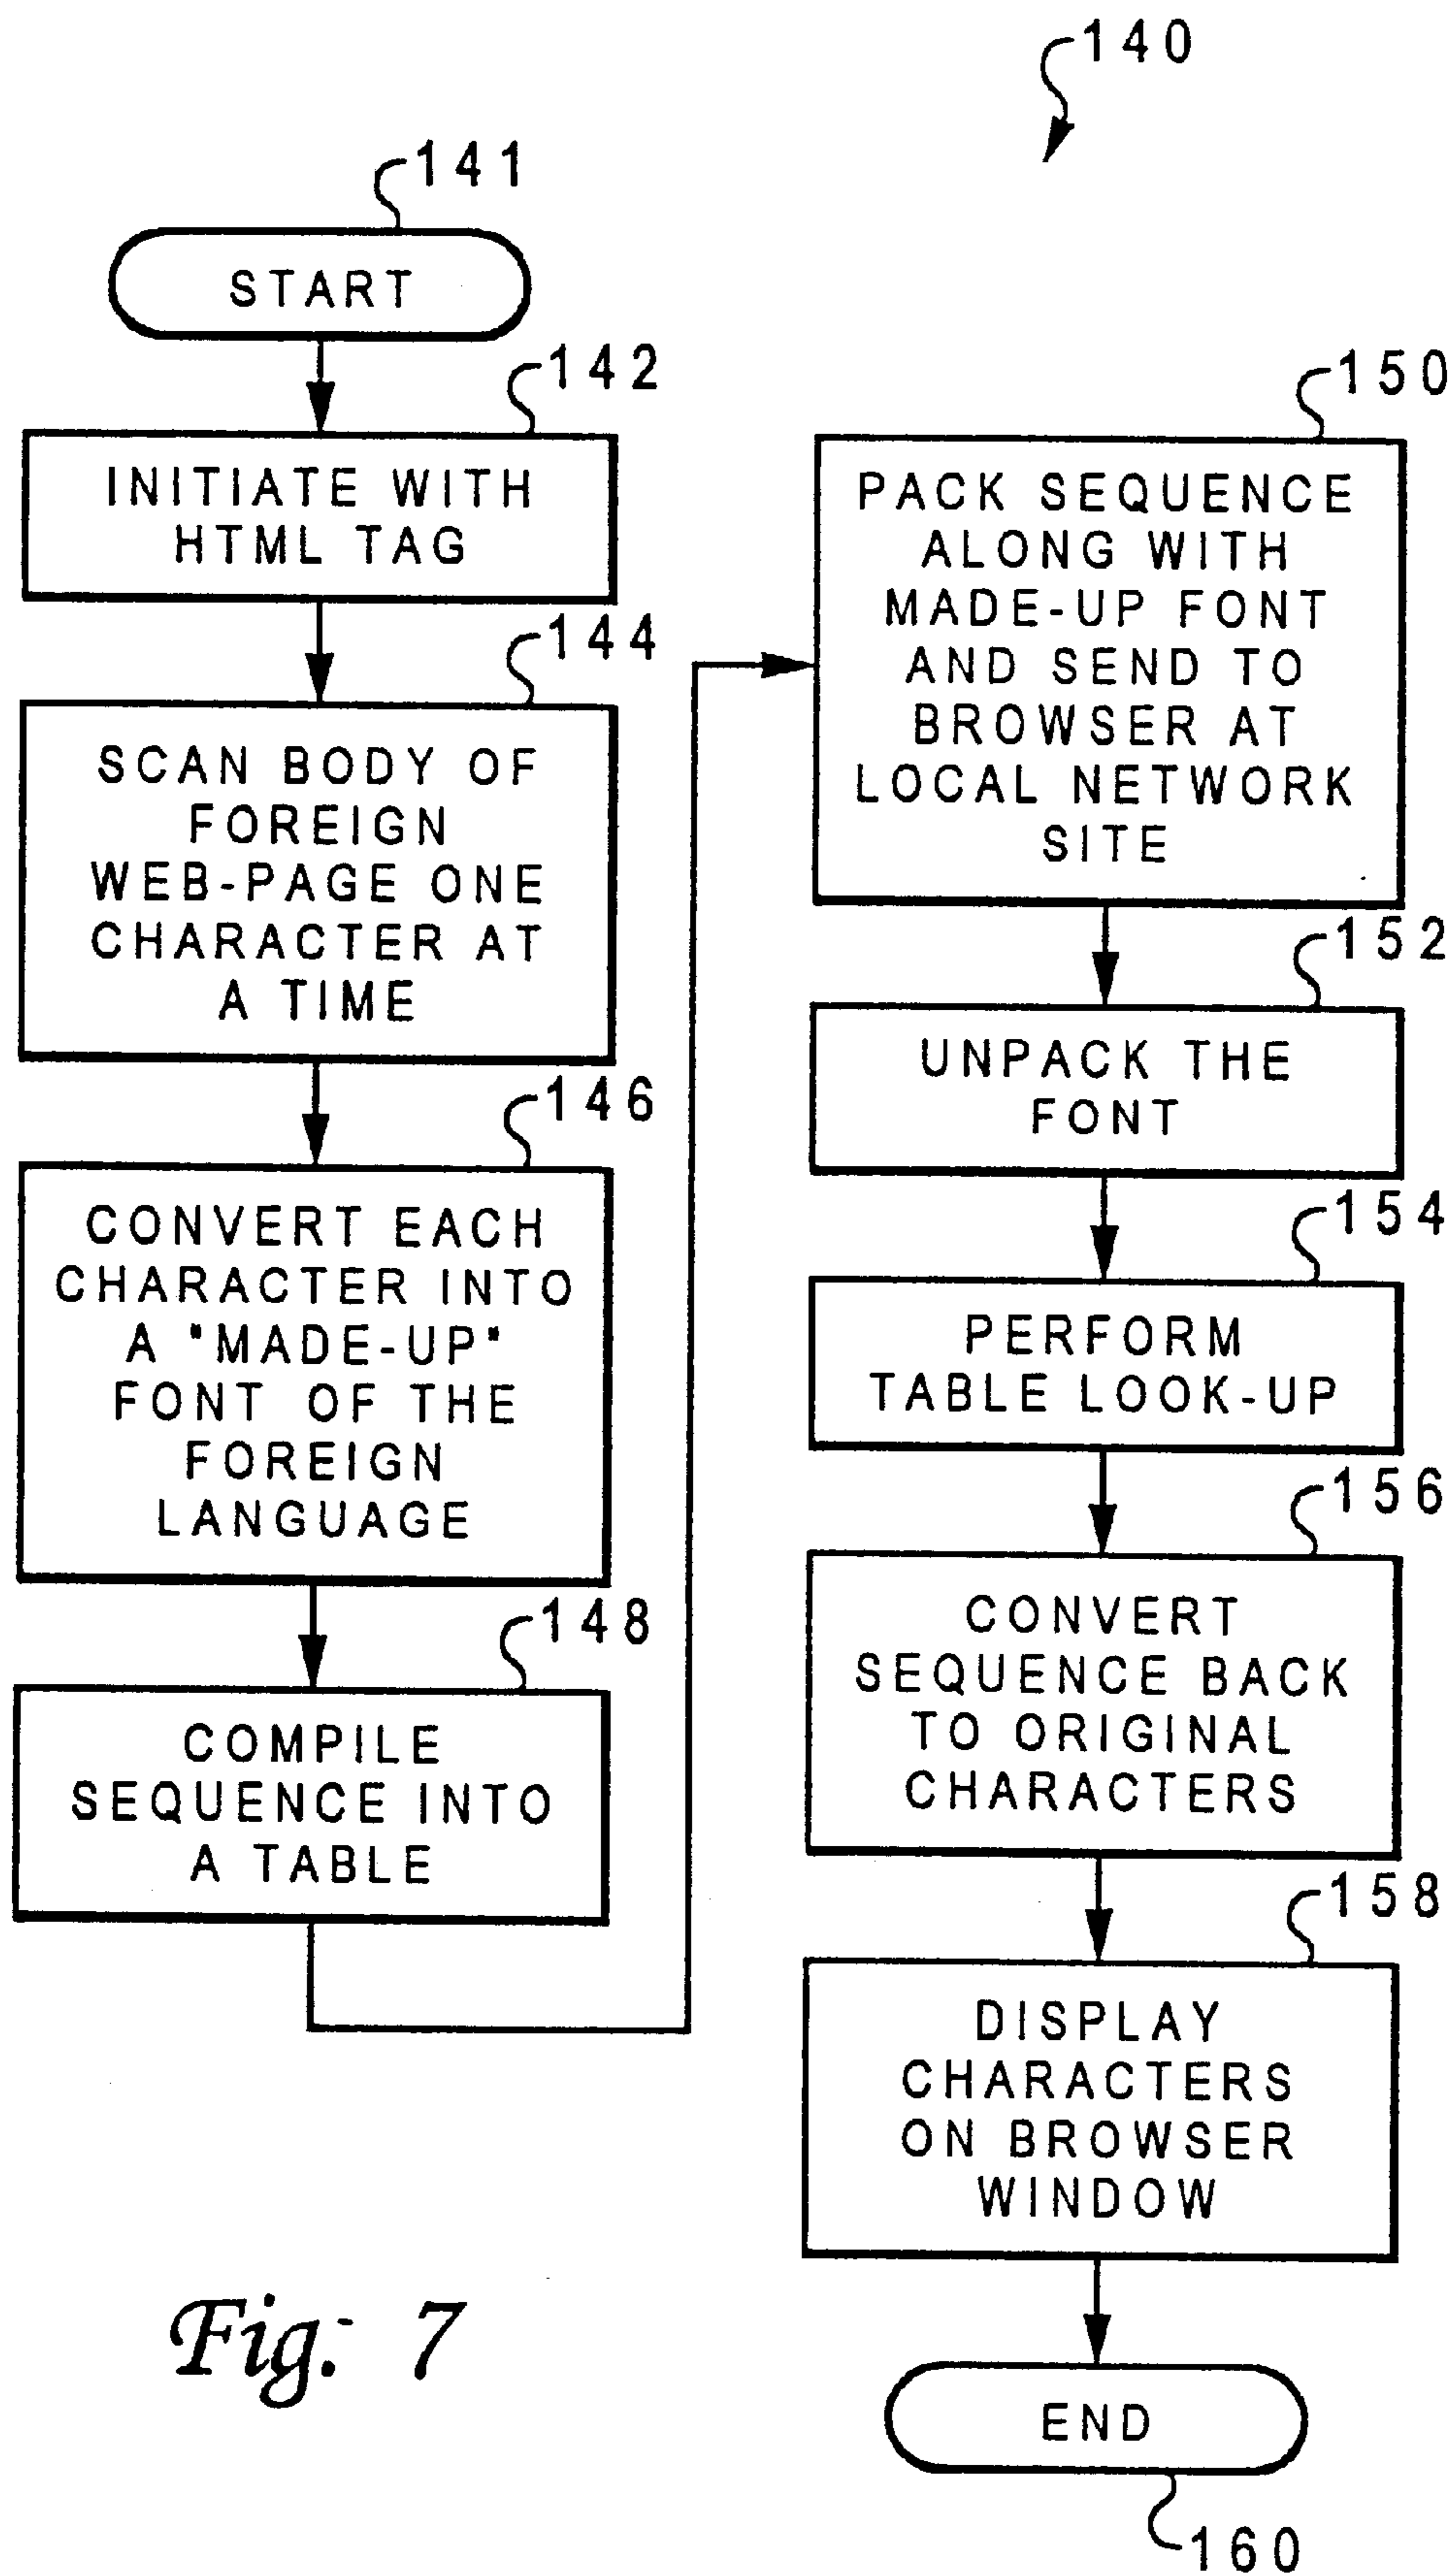 140
141
START
142
INITIATE WITH
HTML TAG
144
SCAN BODY OF
FOREIGN
WEB-PAGE ONE
CHARACTER AT
A TIME
146
CONVERT EACH
CHARACTER INTO
A "MADE-UP"
FONT OF THE
FOREIGN
LANGUAGE
148
COMPILE
SEQUENCE INTO
A TABLE
150
PACK SEQUENCE
ALONG WITH
MADE-UP FONT
AND SEND TO
BROWSER AT
LOCAL NETWORK
SITE
152
UNPACK THE
FONT
154
PERFORM
TABLE LOOK-UP
156
CONVERT
SEQUENCE BACK
TO ORIGINAL
CHARACTERS
158
DISPLAY
CHARACTERS
ON BROWSER
WINDOW
END
160
Fig. 7